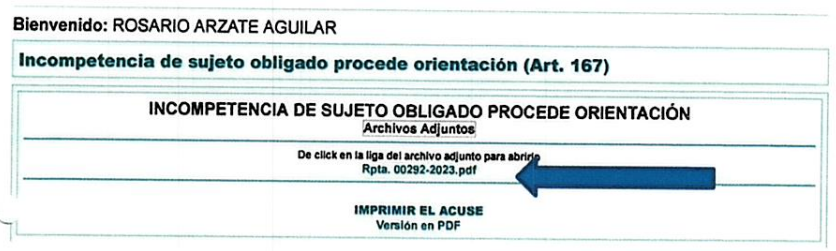 Bienvenido: ROSARIO ARZATE AGUILAR
Incompetencia de sujeto obligado procede orientación (Art. 167)
INCOMPETENCIA DE SUJETO OBLIGADO PROCEDE ORIENTACIÓN
Archivos Adjuntos
De click en la liga del archivo adjunto para abrirlo
Rpta. 00292-2023.pdf
IMPRIMIR EL ACUSE
Versión en PDF